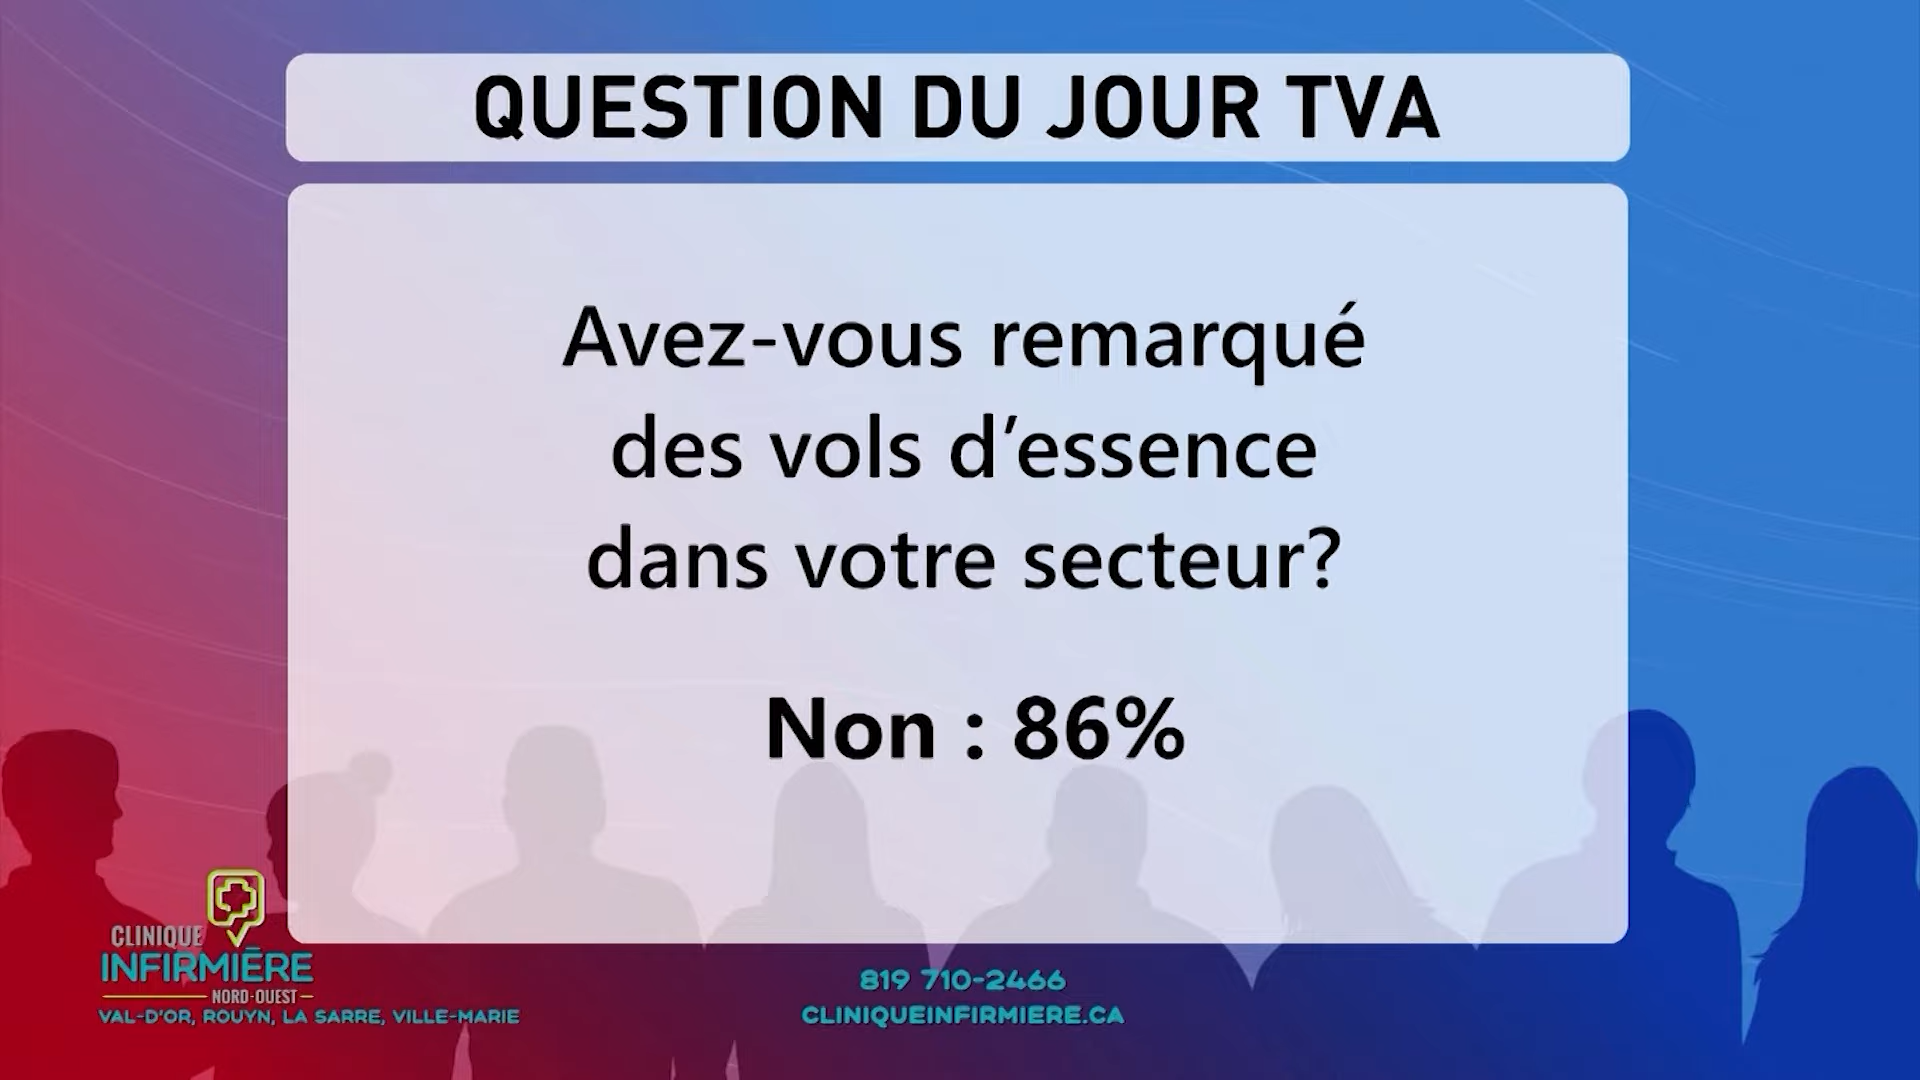 QUESTION DU JOUR TVA
Avez-vous remarqué
des vols d’essence
dans votre secteur?
Non : 86%
CLINIQUE
INFIRMIÈRE
NORD-OUEST
VAL-D'OR, ROUYN, LA SARRE, VILLE-MARIE
819 710-2466
CLINIQUEINFIRMIERE.CA